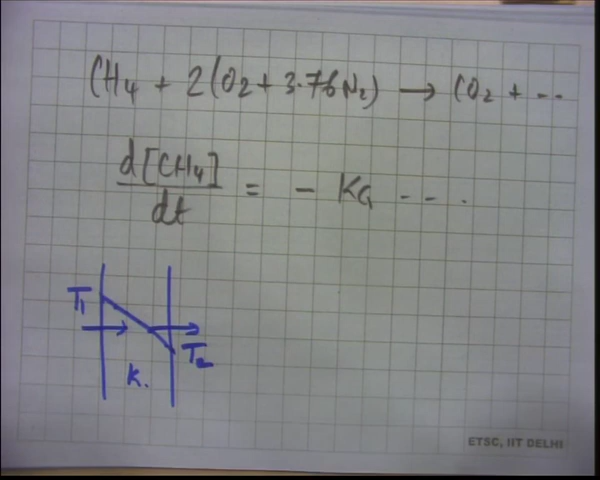 CH4 + 2(O2 + 3.76N2) → CO2 + ---
d[CH4]
dt
= - KG --- .
T1
T2
K.
ETSC, IIT DELHI